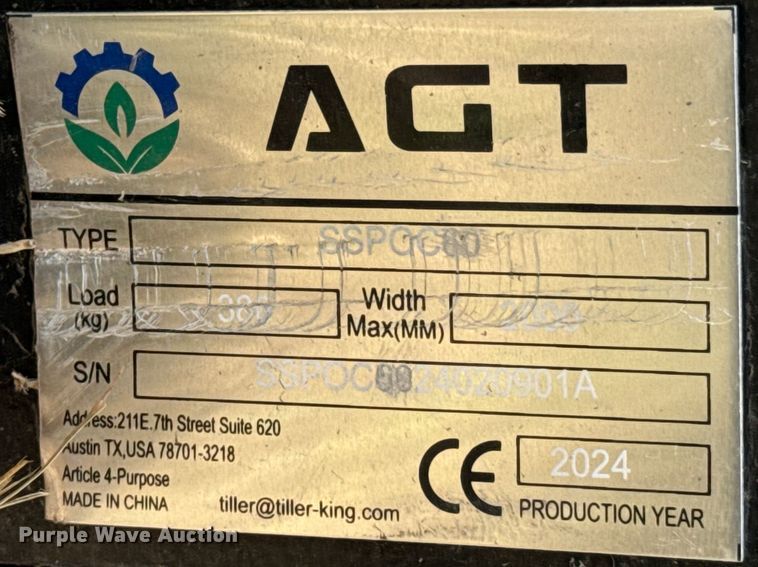 AGT
TYPE SSPOC80
Load (kg)
Width Max(MM)
S/N
Address:211E.7th Street Suite 620
Austin TX,USA 78701-3218
Article 4-Purpose
MADE IN CHINA
tiller@tiller-king.com
CE
2024
PRODUCTION YEAR
Purple Wave Auction